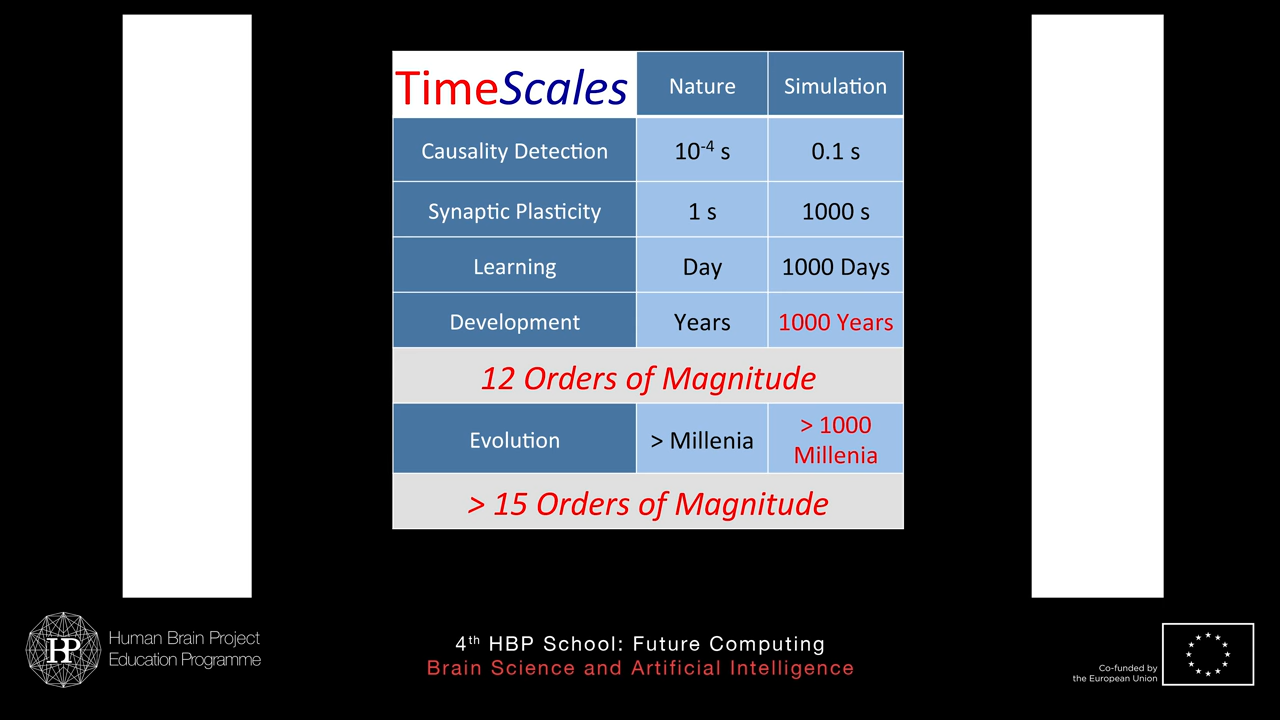 TimeScales Nature Simulation
Causality Detection 10⁻⁴ s 0.1 s
Synaptic Plasticity 1 s 1000 s
Learning Day 1000 Days
Development Years 1000 Years
12 Orders of Magnitude
Evolution > Millenia > 1000 Millenia
> 15 Orders of Magnitude
HP Human Brain Project
Education Programme
4th HBP School: Future Computing
Brain Science and Artificial Intelligence
Co-funded by
the European Union